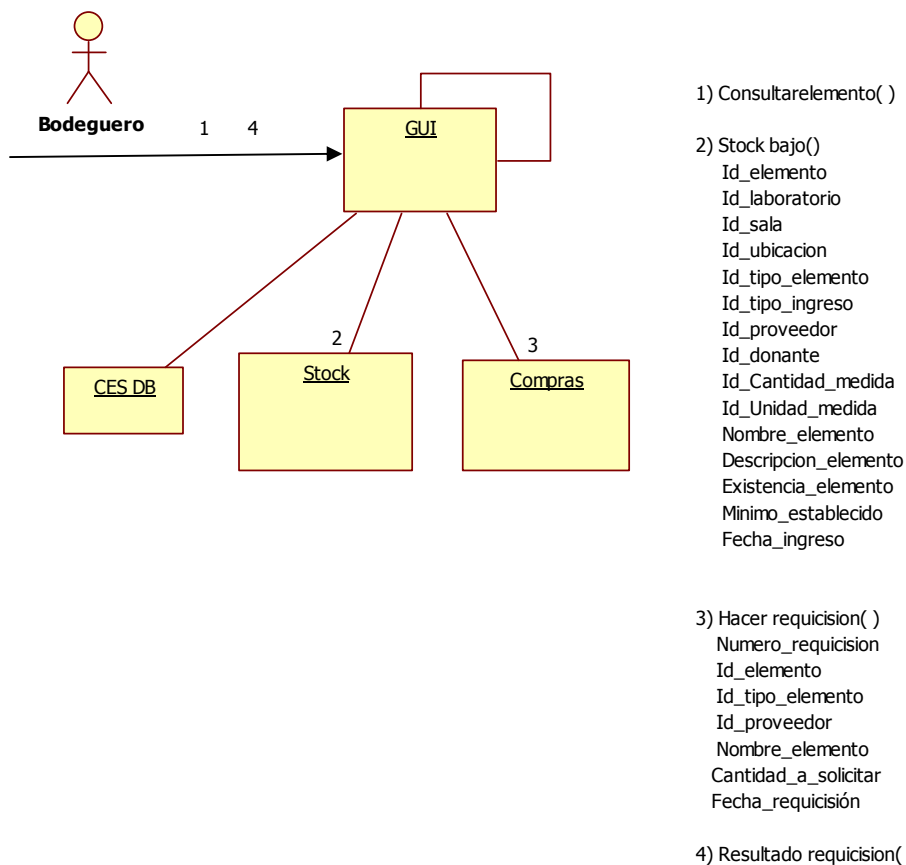 Bodeguero
1 4
GUI
2
3
CES DB
Stock
Compras
1) Consultarelemento( )
2) Stock bajo()
Id_elemento
Id_laboratorio
Id_sala
Id_ubicacion
Id_tipo_elemento
Id_tipo_ingreso
Id_proveedor
Id_donante
Id_Cantidad_medida
Id_Unidad_medida
Nombre_elemento
Descripcion_elemento
Existencia_elemento
Minimo_establecido
Fecha_ingreso
3) Hacer requicision( )
Numero_requicision
Id_elemento
Id_tipo_elemento
Id_proveedor
Nombre_elemento
Cantidad_a_solicitar
Fecha_requicisión
4) Resultado requicision(